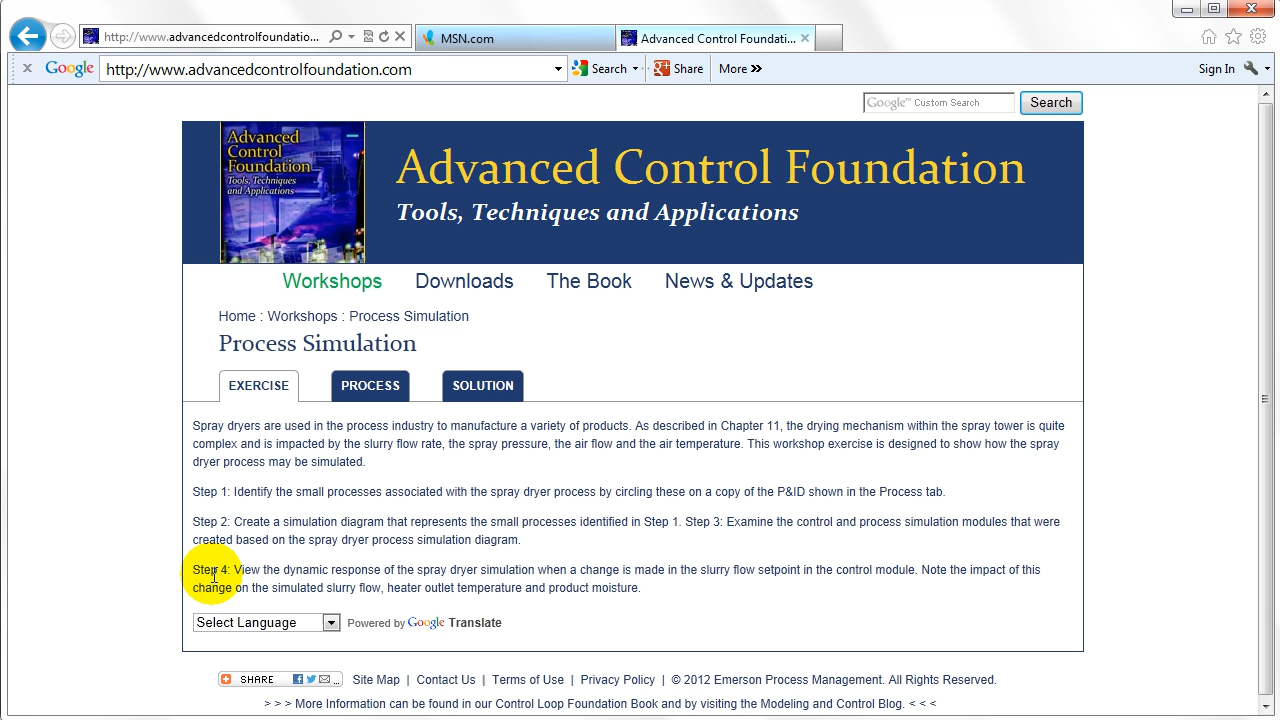 http://www.advancedcontrolfoundatio...
MSN.com
Advanced Control Foundati...
Google
http://www.advancedcontrolfoundation.com
Search
Share
More »
Sign In
Google™ Custom Search
Search
Advanced
Control
Foundation
Tools, Techniques
and Applications
Advanced Control Foundation
Tools, Techniques and Applications
Workshops
Downloads
The Book
News & Updates
Home : Workshops : Process Simulation
Process Simulation
EXERCISE
PROCESS
SOLUTION
Spray dryers are used in the process industry to manufacture a variety of products. As described in Chapter 11, the drying mechanism within the spray tower is quite
complex and is impacted by the slurry flow rate, the spray pressure, the air flow and the air temperature. This workshop exercise is designed to show how the spray
dryer process may be simulated.
Step 1: Identify the small processes associated with the spray dryer process by circling these on a copy of the P&ID shown in the Process tab.
Step 2: Create a simulation diagram that represents the small processes identified in Step 1. Step 3: Examine the control and process simulation modules that were
created based on the spray dryer process simulation diagram.
Step 4: View the dynamic response of the spray dryer simulation when a change is made in the slurry flow setpoint in the control module. Note the impact of this
change on the simulated slurry flow, heater outlet temperature and product moisture.
Select Language
Powered by Google Translate
SHARE ...
Site Map | Contact Us | Terms of Use | Privacy Policy | © 2012 Emerson Process Management. All Rights Reserved.
> > > More Information can be found in our Control Loop Foundation Book and by visiting the Modeling and Control Blog. < < <